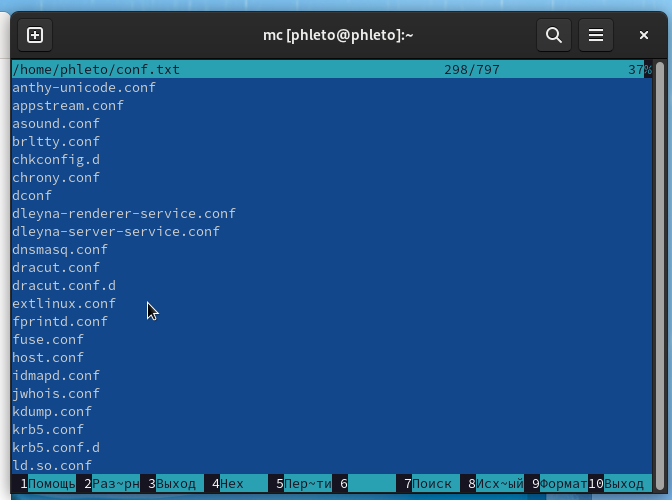 mc [phleto@phleto]:~
/home/phleto/conf.txt 298/797 37%
anthy-unicode.conf
appstream.conf
asound.conf
brltty.conf
chkconfig.d
chrony.conf
dconf
dleyna-renderer-service.conf
dleyna-server-service.conf
dnsmasq.conf
dracut.conf
dracut.conf.d
extlinux.conf
fprintd.conf
fuse.conf
host.conf
idmapd.conf
jwhois.conf
kdump.conf
krb5.conf
krb5.conf.d
ld.so.conf
1Помощь 2Раз~рн 3Выход 4Hex 5Пер~ти 6 7Поиск 8Исх~ый 9Формат 10Выход